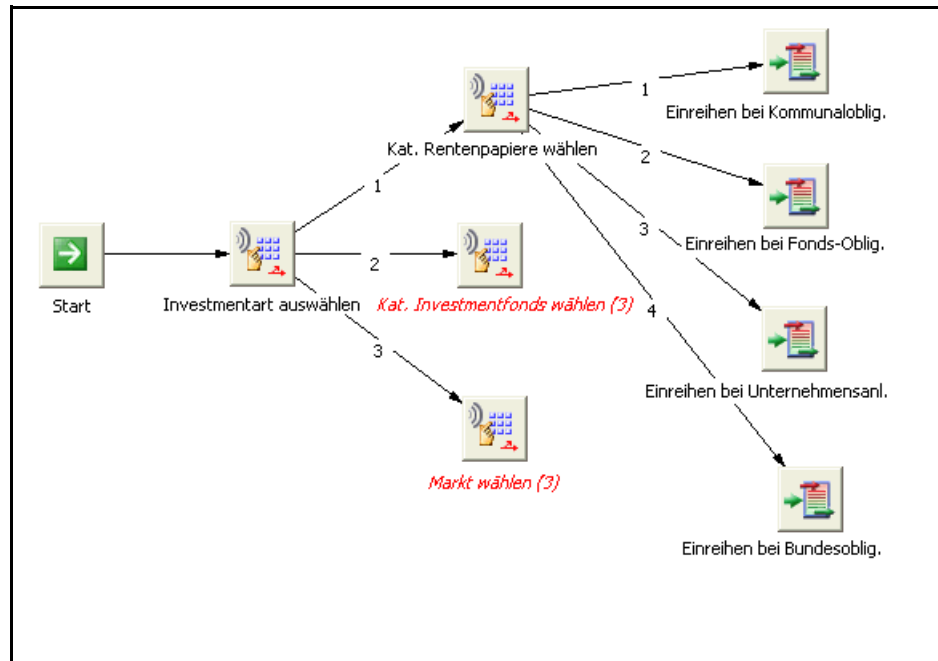 1
Einreihen bei Kommunaloblig.
Kat. Rentenpapiere wählen
2
1
3
Einreihen bei Fonds-Oblig.
Start
Investmentart auswählen
2
Kat. Investmentfonds wählen (3)
4
3
Einreihen bei Unternehmensanl.
Markt wählen (3)
Einreihen bei Bundesoblig.